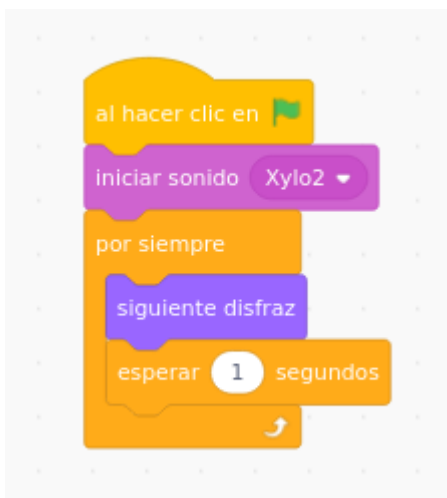 al hacer clic en
iniciar sonido Xylo2
por siempre
siguiente disfraz
esperar 1 segundos